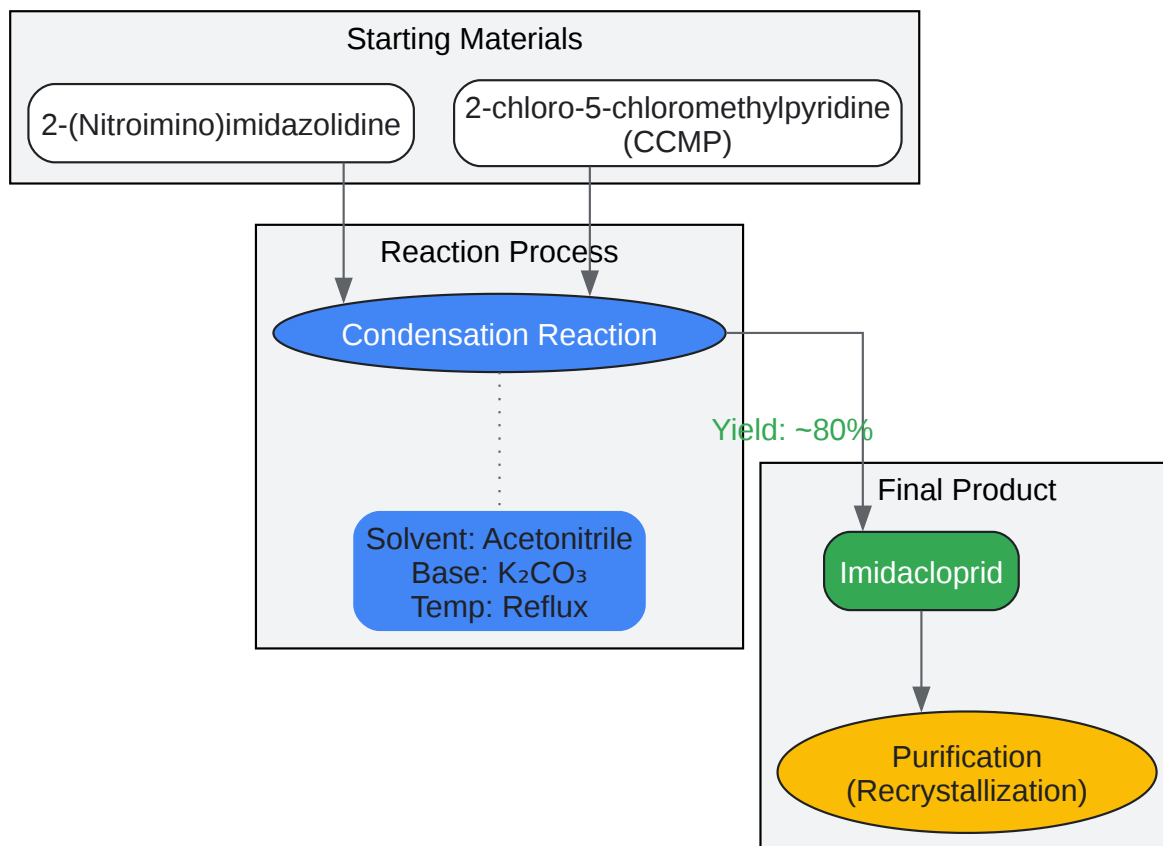 Starting Materials
2-(Nitroimino)imidazolidine
2-chloro-5-chloromethylpyridine
(CCMP)
Reaction Process
Condensation Reaction
Yield: ~80%
Solvent: Acetonitrile
Base: K₂CO₃
Temp: Reflux
Final Product
Imidacloprid
Purification
(Recrystallization)